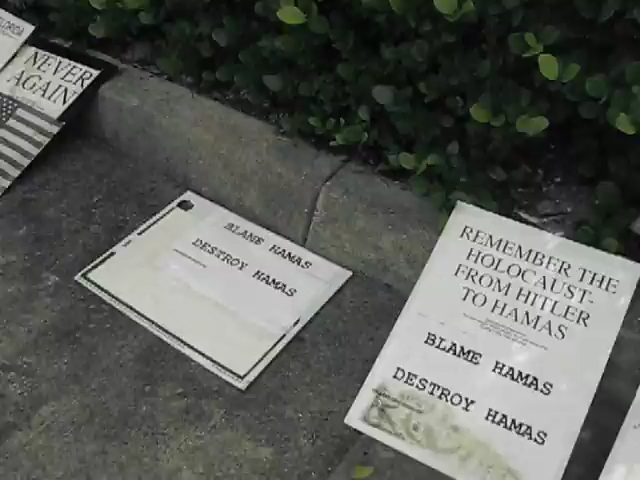 NEVER
AGAIN
BLAME HAMAS
DESTROY HAMAS
REMEMBER THE
HOLOCAUST-
FROM HITLER
TO HAMAS
BLAME HAMAS
DESTROY HAMAS